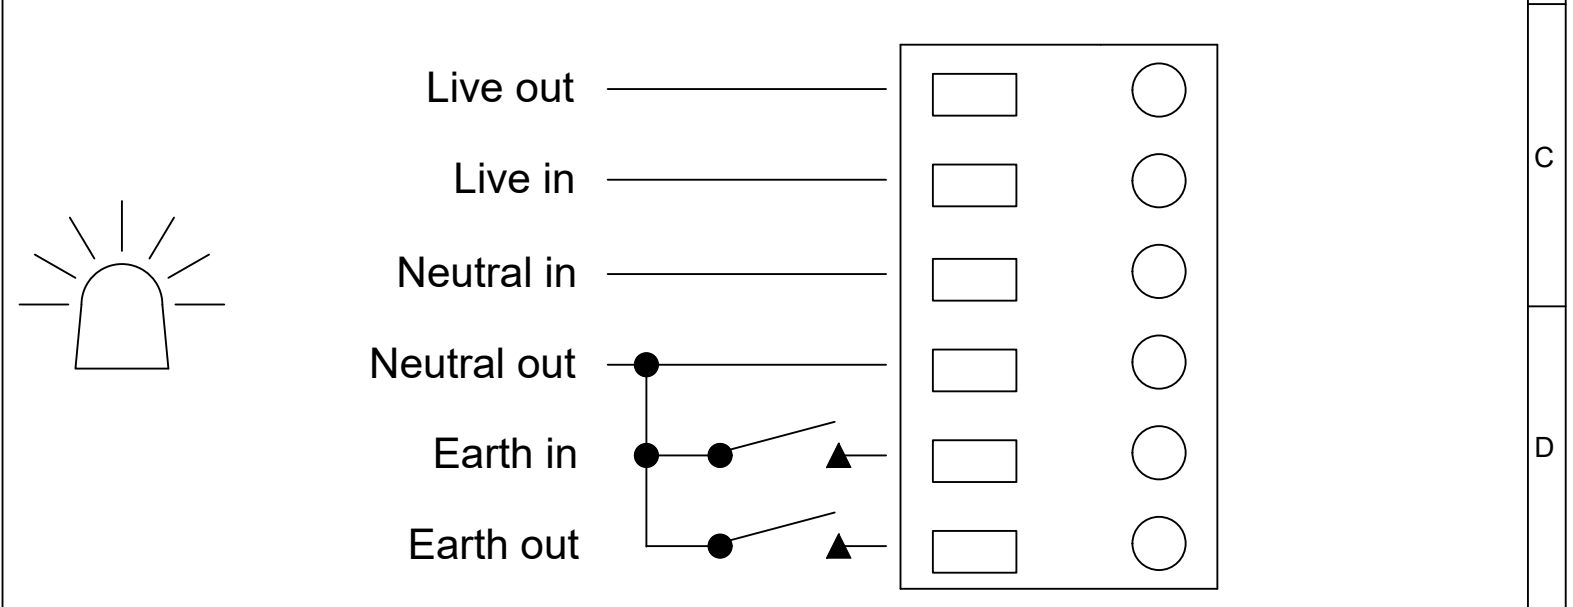 Live out
Live in
C
Neutral in
Neutral out
Earth in
D
Earth out